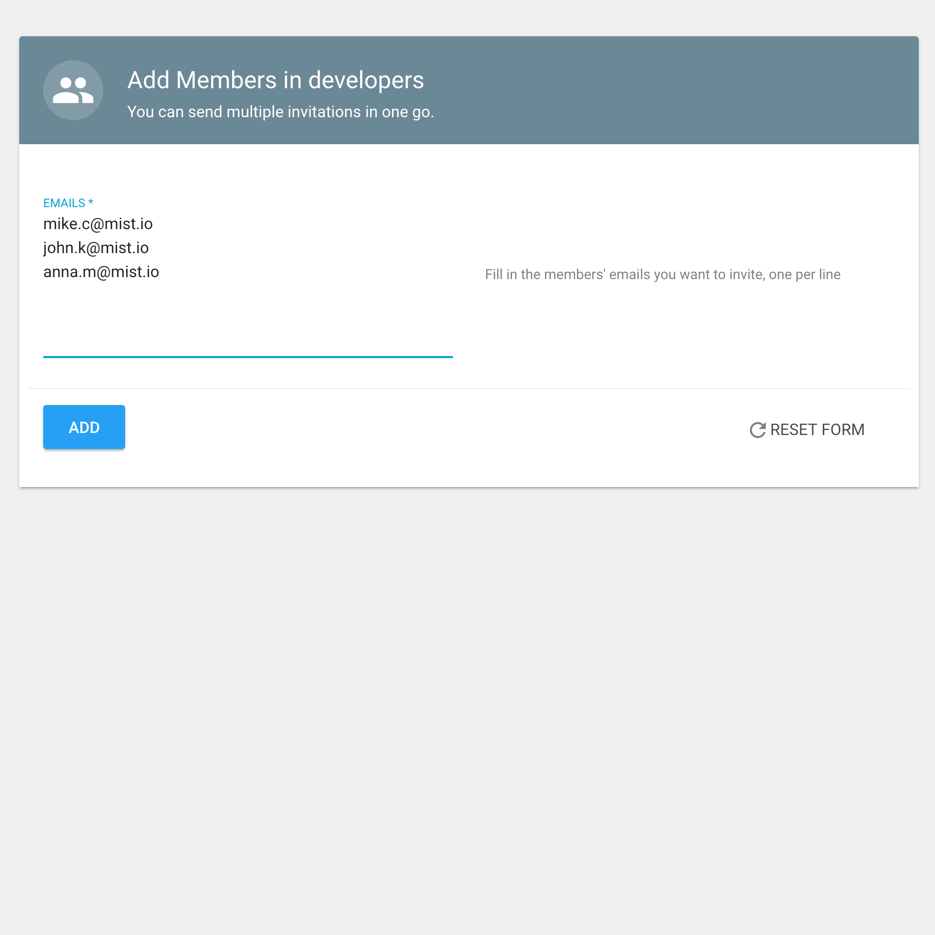 Add Members in developers
You can send multiple invitations in one go.
EMAILS *
mike.c@mist.io
john.k@mist.io
anna.m@mist.io
Fill in the members' emails you want to invite, one per line
ADD
RESET FORM